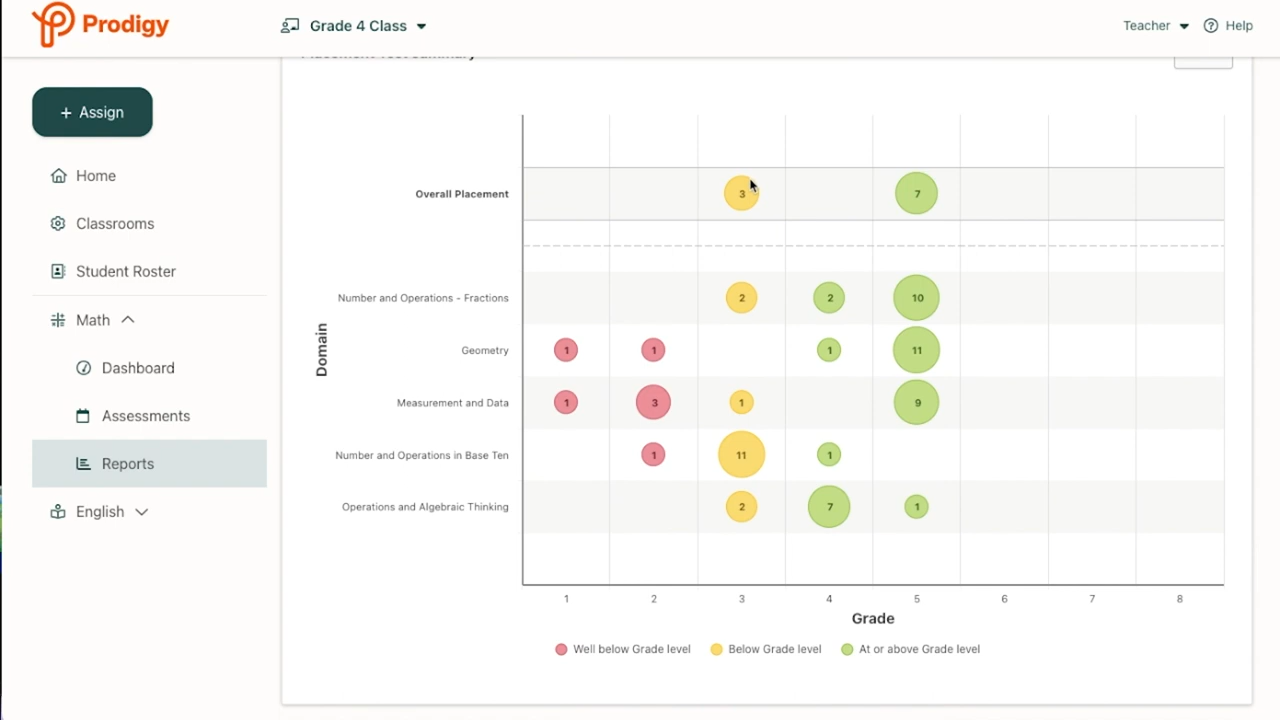 Prodigy
Grade 4 Class
Teacher
Help
Placement Test Summary
+ Assign
Home
Classrooms
Student Roster
Math
Dashboard
Assessments
Reports
English
Domain
Overall Placement 3 7
Number and Operations - Fractions 2 2 10
Geometry 1 1 1 11
Measurement and Data 1 3 1 9
Number and Operations in Base Ten 1 11 1
Operations and Algebraic Thinking 2 7 1
1 2 3 4 5 6 7 8
Grade
Well below Grade level Below Grade level At or above Grade level